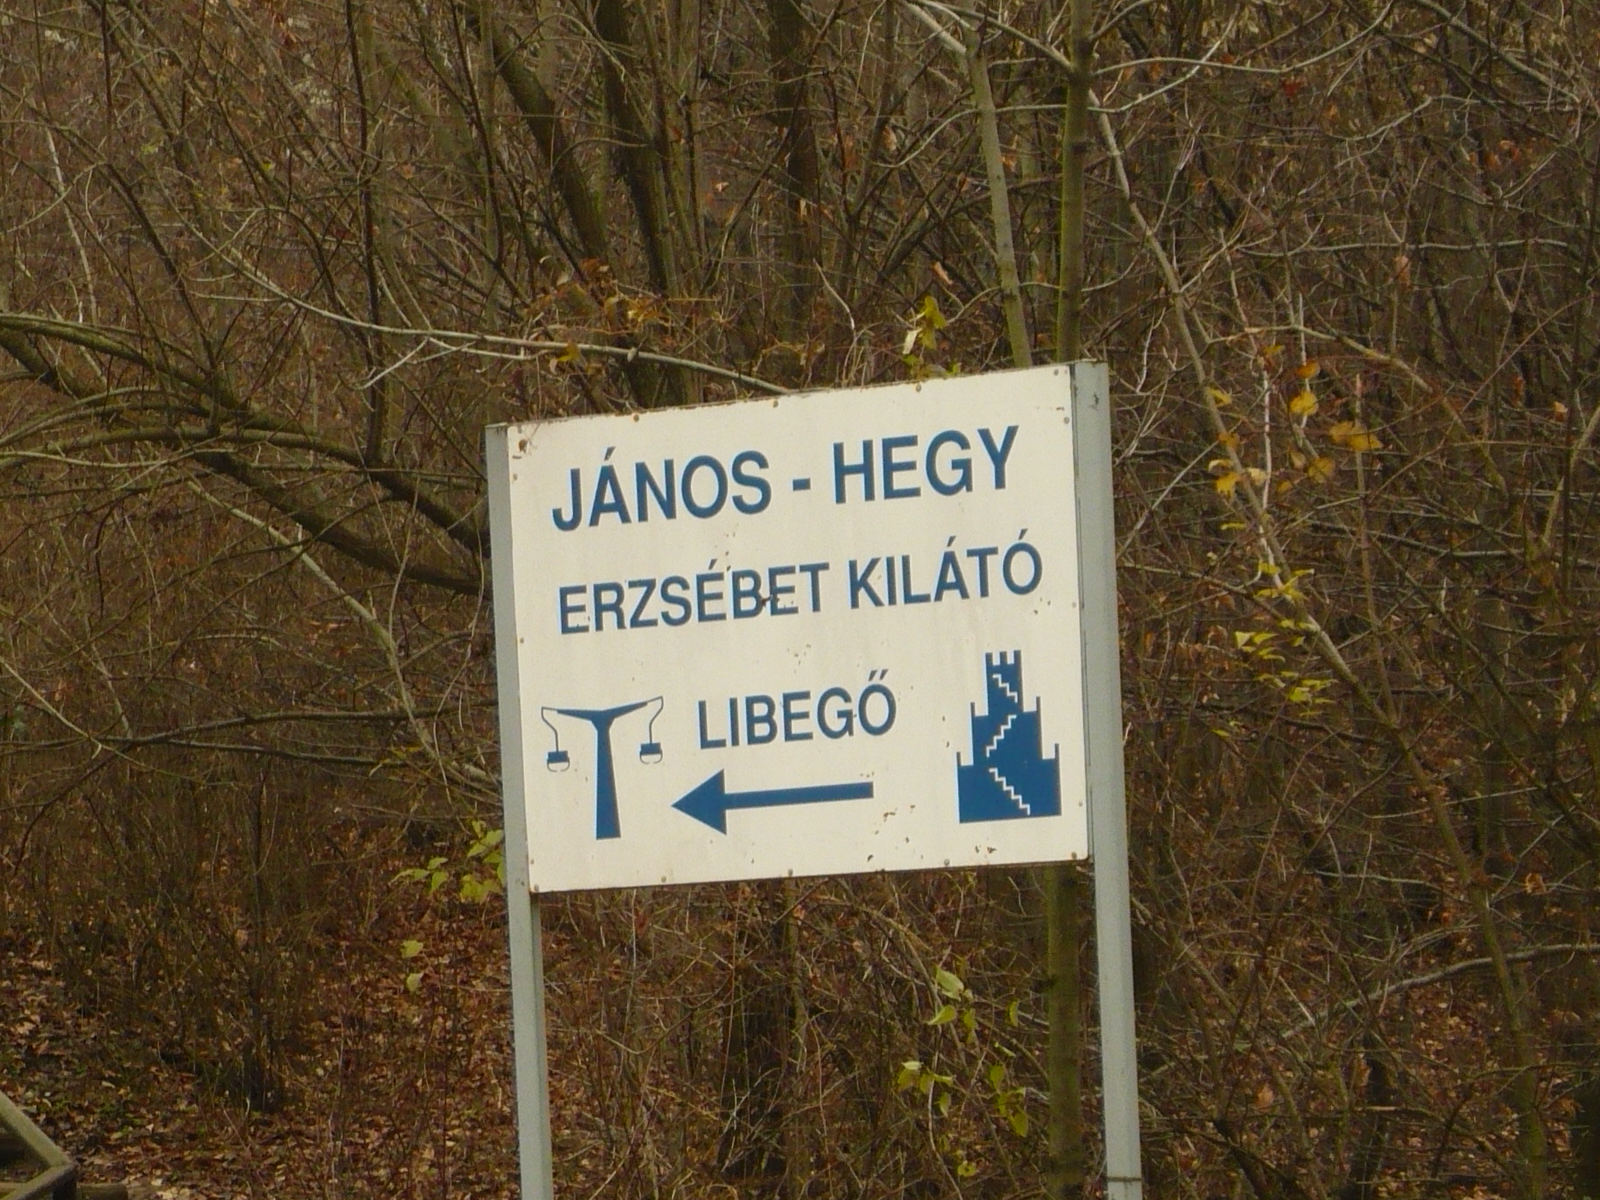 JÁNOS - HEGY
ERZSÉBET KILÁTÓ
LIBEGŐ